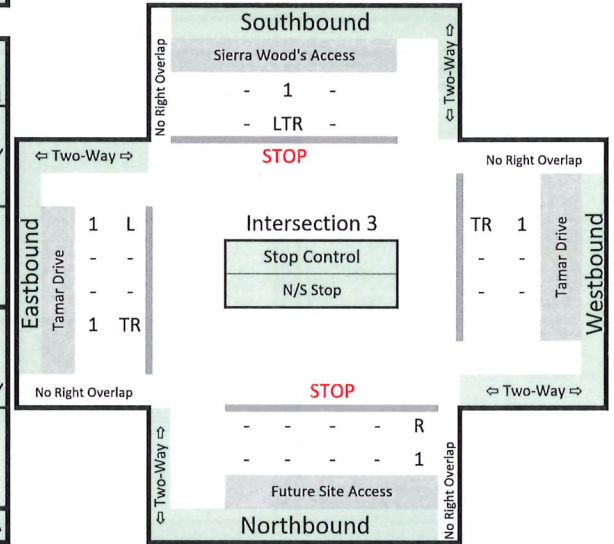 Southbound
Sierra Wood's Access
- 1 -
- LTR -
STOP
No Right Overlap
⇦ Two-Way ⇨
⇦ Two-Way ⇨
No Right Overlap
Eastbound
Tamar Drive
1 L
- -
- -
1 TR
No Right Overlap
Intersection 3
Stop Control
N/S Stop
TR 1
- -
- -
Tamar Drive
Westbound
⇦ Two-Way ⇨
STOP
- - - - R
- - - - 1
Future Site Access
Northbound
⇦ Two-Way ⇨
No Right Overlap